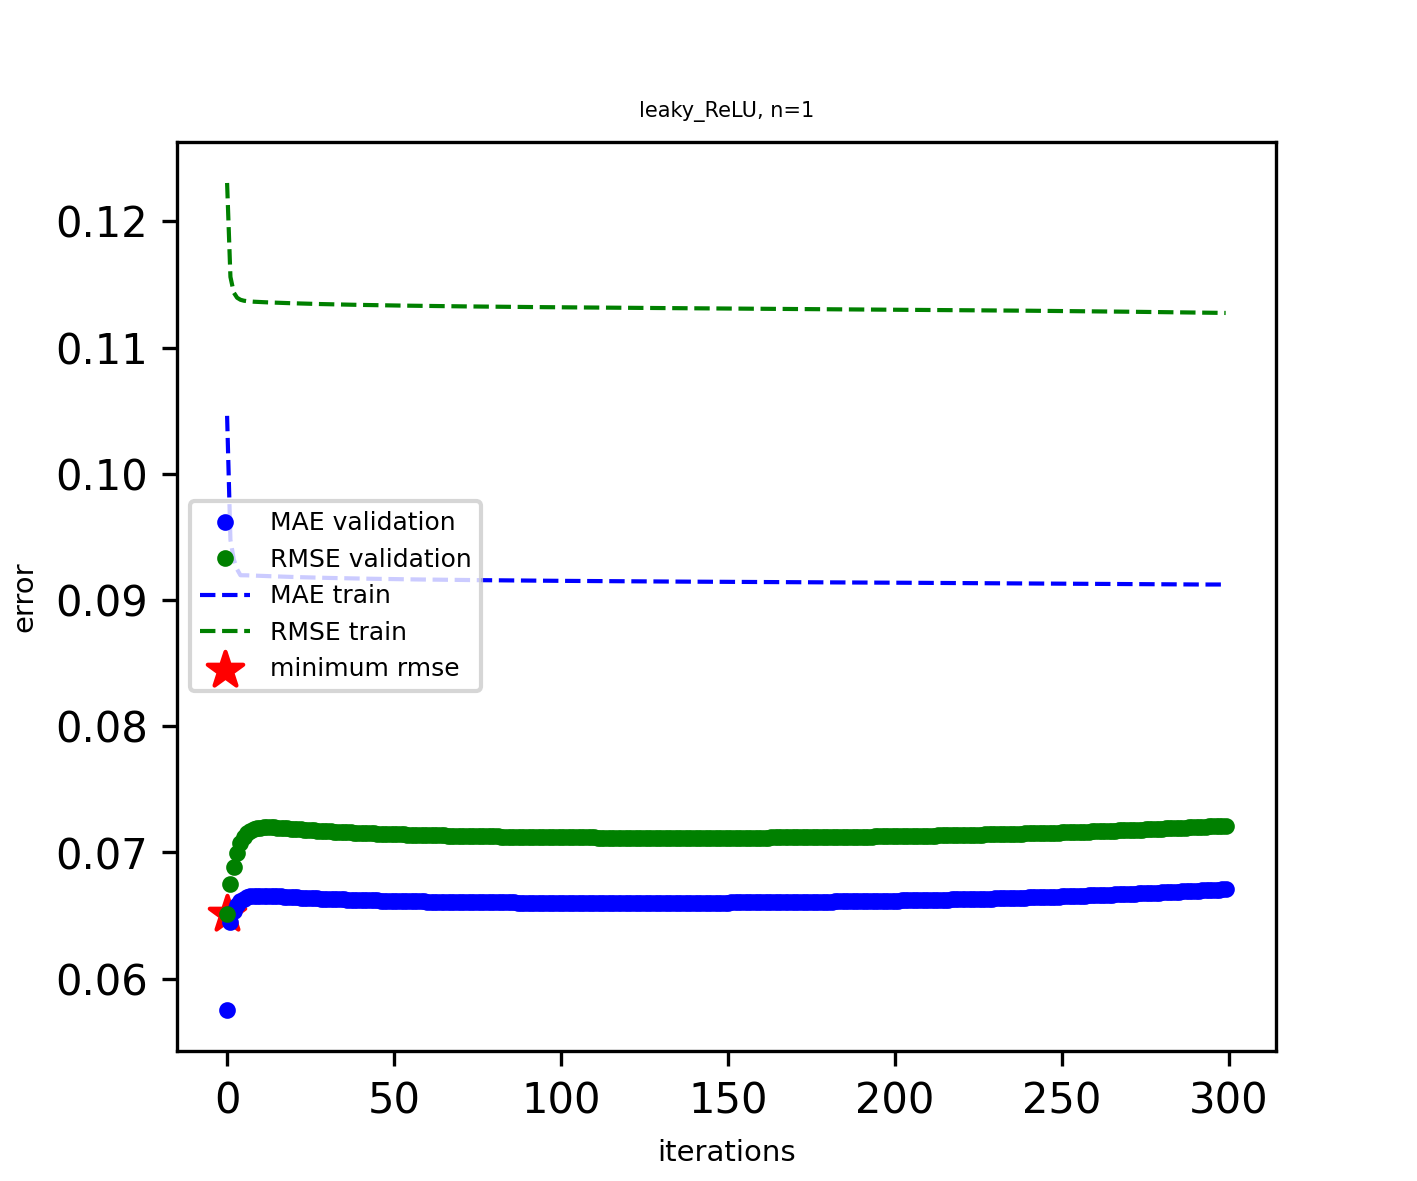 leaky_ReLU, n=1
0.12
0.11
0.10
0.09
0.08
0.07
0.06
error
MAE validation
RMSE validation
MAE train
RMSE train
minimum rmse
0 50 100 150 200 250 300
iterations